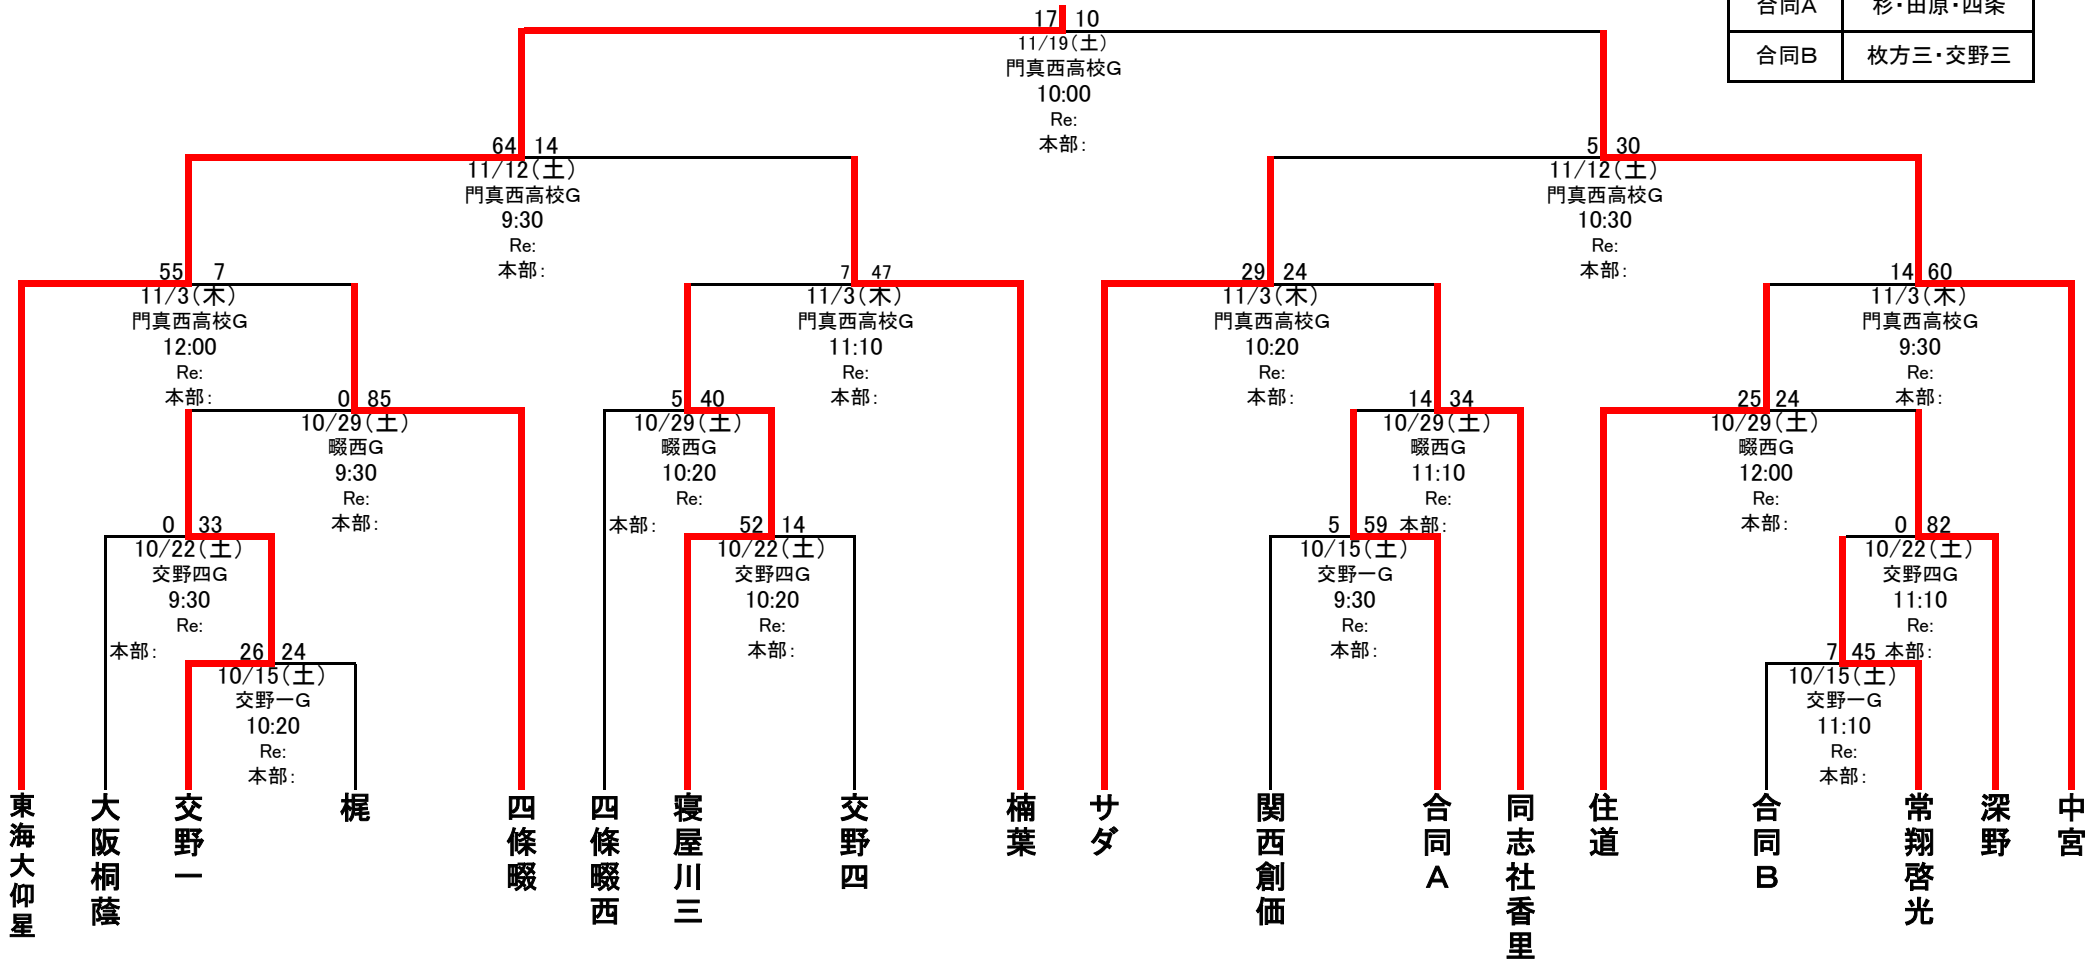 合同A 杉・田原・四条
合同B 枚方三・交野三
17 10
11/19(土)
門真西高校G
10:00
Re:
本部:
64 14
11/12(土)
門真西高校G
9:30
Re:
本部:
5 30
11/12(土)
門真西高校G
10:30
Re:
本部:
55 7
11/3(木)
門真西高校G
12:00
Re:
本部:
7 47
11/3(木)
門真西高校G
11:10
Re:
本部:
29 24
11/3(木)
門真西高校G
10:20
Re:
本部:
14 60
11/3(木)
門真西高校G
9:30
Re:
本部:
0 85
10/29(土)
畷西G
9:30
Re:
本部:
5 40
10/29(土)
畷西G
10:20
Re:
本部:
14 34
10/29(土)
畷西G
11:10
Re:
本部:
25 24
10/29(土)
畷西G
12:00
Re:
本部:
0 33
10/22(土)
交野四G
9:30
Re:
本部:
52 14
10/22(土)
交野四G
10:20
Re:
本部:
5 59
10/15(土)
交野一G
9:30
Re:
本部:
0 82
10/22(土)
交野四G
11:10
Re:
本部:
26 24
10/15(土)
交野一G
10:20
Re:
本部:
7 45
10/15(土)
交野一G
11:10
Re:
本部:
東海大仰星
大阪桐蔭
交野一
梶
四條畷
四條畷西
寝屋川三
交野四
楠葉
サダ
関西創価
合同A
同志社香里
住道
合同B
常翔啓光
深野
中宮